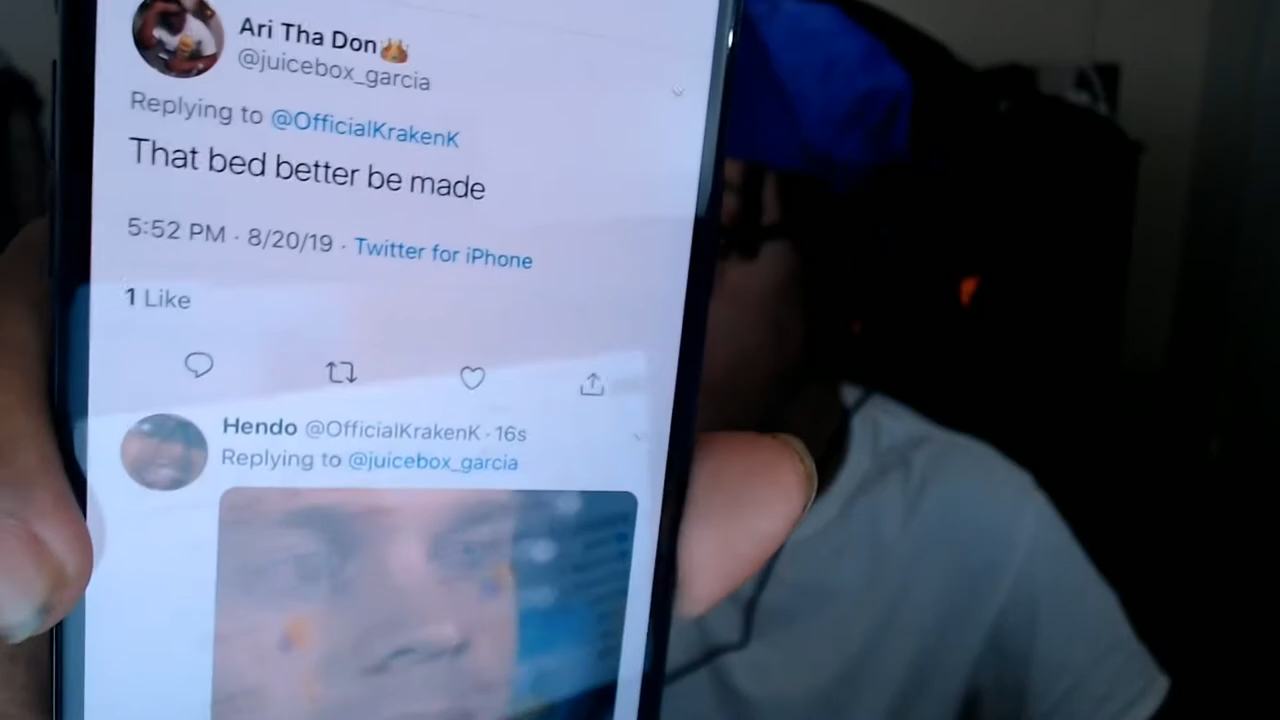 Ari Tha Don👑
@juicebox_garcia
Replying to @OfficialKrakenK
That bed better be made
5:52 PM · 8/20/19 · Twitter for iPhone
1 Like
Hendo @OfficialKrakenK · 16s
Replying to @juicebox_garcia